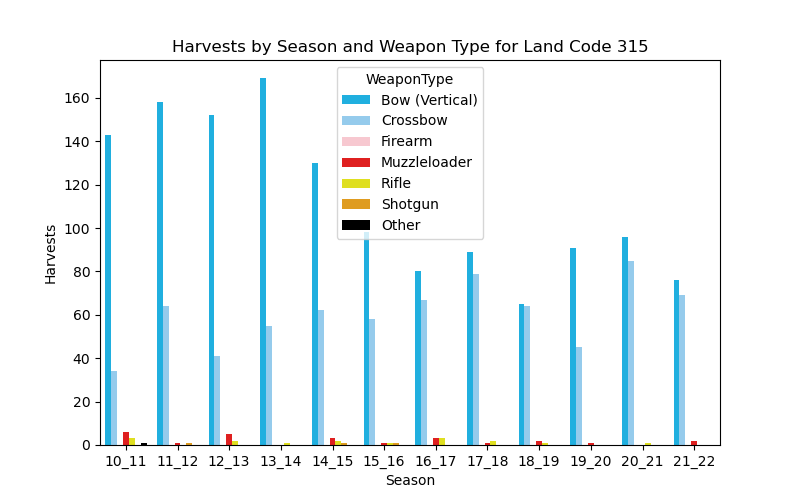 Harvests by Season and Weapon Type for Land Code 315
WeaponType
Bow (Vertical)
Crossbow
Firearm
Muzzleloader
Rifle
Shotgun
Other
160
140
120
100
80
60
40
20
0
Harvests
10_11 11_12 12_13 13_14 14_15 15_16 16_17 17_18 18_19 19_20 20_21 21_22
Season